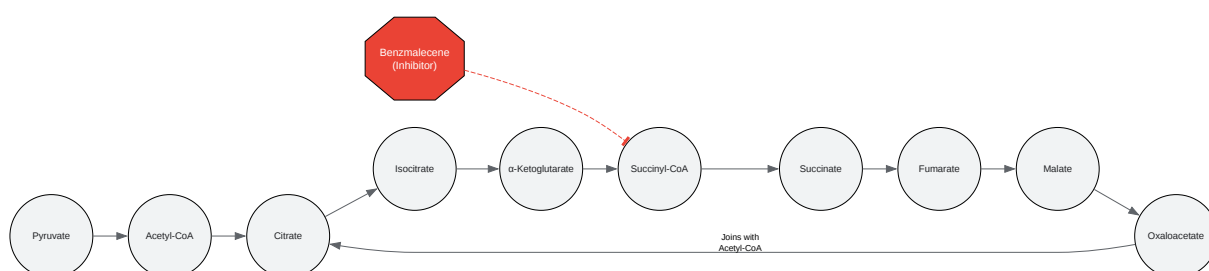 Benzmalecene
(Inhibitor)
Isocitrate
α-Ketoglutarate
Succinyl-CoA
Succinate
Fumarate
Malate
Pyruvate
Acetyl-CoA
Citrate
Joins with
Acetyl-CoA
Oxaloacetate